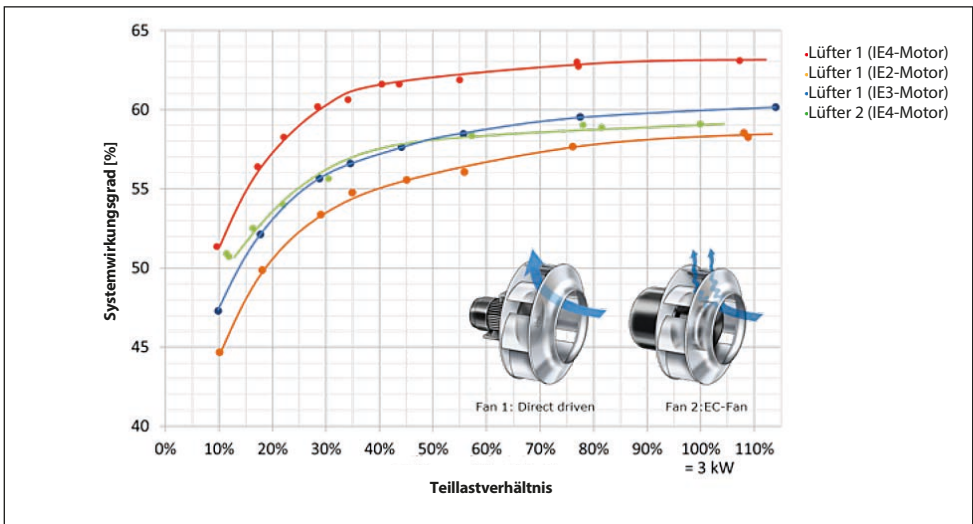 65
60
55
50
45
40
Systemwirkungsgrad [%]
Lüfter 1 (IE4-Motor)
Lüfter 1 (IE2-Motor)
Lüfter 1 (IE3-Motor)
Lüfter 2 (IE4-Motor)
Fan 1: Direct driven
Fan 2:EC-Fan
0% 10% 20% 30% 40% 50% 60% 70% 80% 90% 100% 110%
= 3 kW
Teillastverhältnis